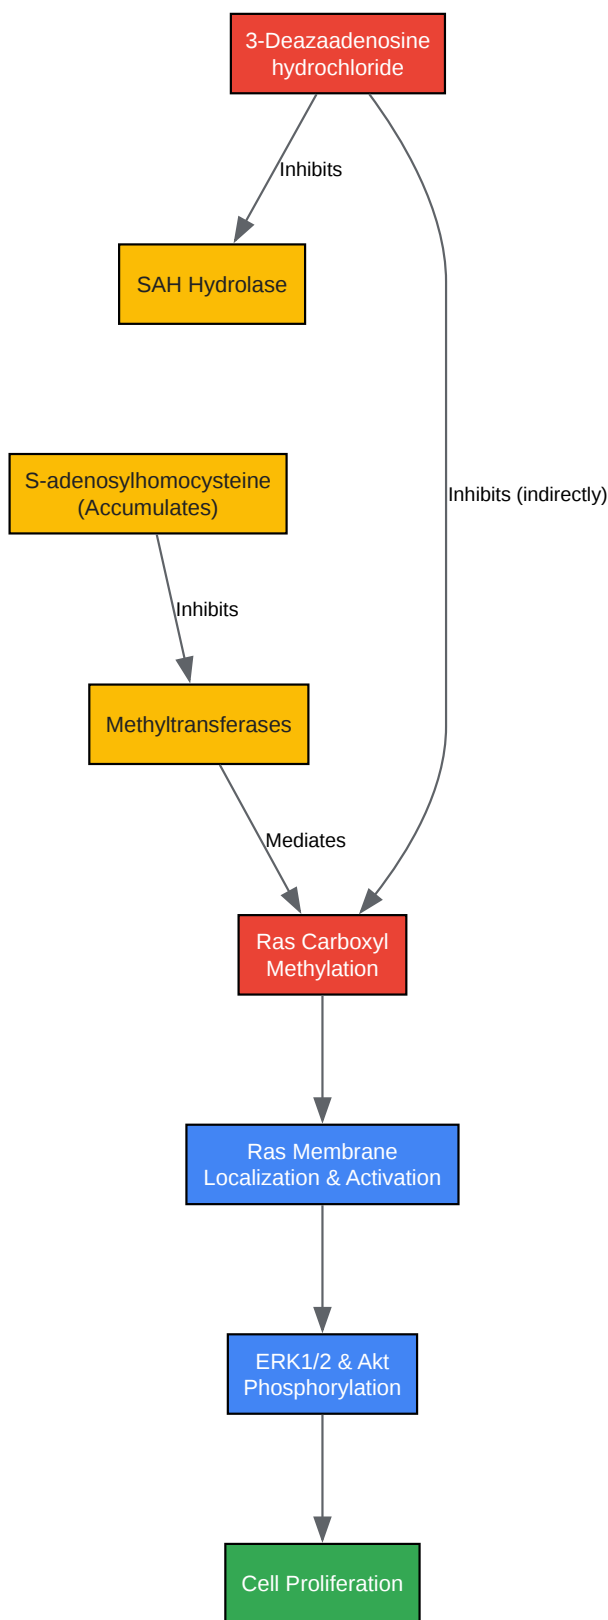 3-Deazaadenosine
hydrochloride
Inhibits
SAH Hydrolase
Inhibits (indirectly)
S-adenosylhomocysteine
(Accumulates)
Inhibits
Methyltransferases
Mediates
Ras Carboxyl
Methylation
Ras Membrane
Localization & Activation
ERK1/2 & Akt
Phosphorylation
Cell Proliferation